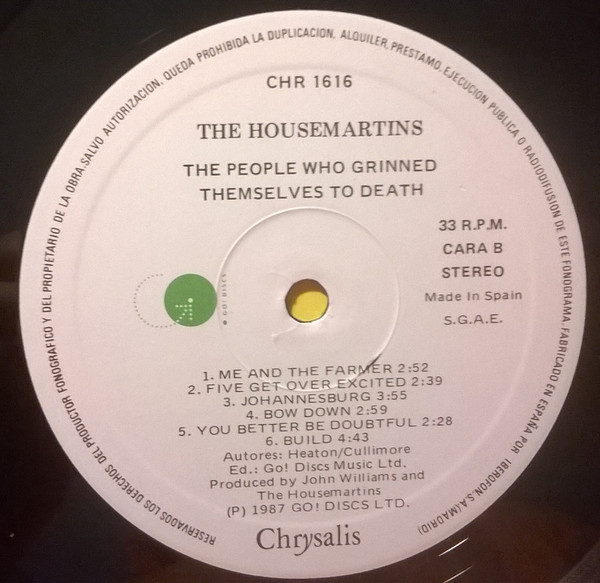 RESERVADOS LOS DERECHOS DEL PRODUCTOR FONOGRAFICO Y DEL PROPIETARIO DE LA OBRA.SALVO AUTORIZACION, QUEDA PROHIBIDA LA DUPLICACION, ALQUILER, PRESTAMO, EJECUCION PUBLICA O RADIODIFUSION DE ESTE FONOGRAMA. FABRICADO EN ESPAÑA POR IBEROFON, S.A. (MADRID)
CHR 1616
THE HOUSEMARTINS
THE PEOPLE WHO GRINNED
THEMSELVES TO DEATH
33 R.P.M.
CARA B
STEREO
Made In Spain
S.G.A.E.
GO! DISCS
1. ME AND THE FARMER 2:52
2. FIVE GET OVER EXCITED 2:39
3. JOHANNESBURG 3:55
4. BOW DOWN 2:59
5. YOU BETTER BE DOUBTFUL 2:28
6. BUILD 4:43
Autores: Heaton/Cullimore
Ed.: Go! Discs Music Ltd.
Produced by John Williams and
The Housemartins
(P) 1987 GO! DISCS LTD.
Chrysalis